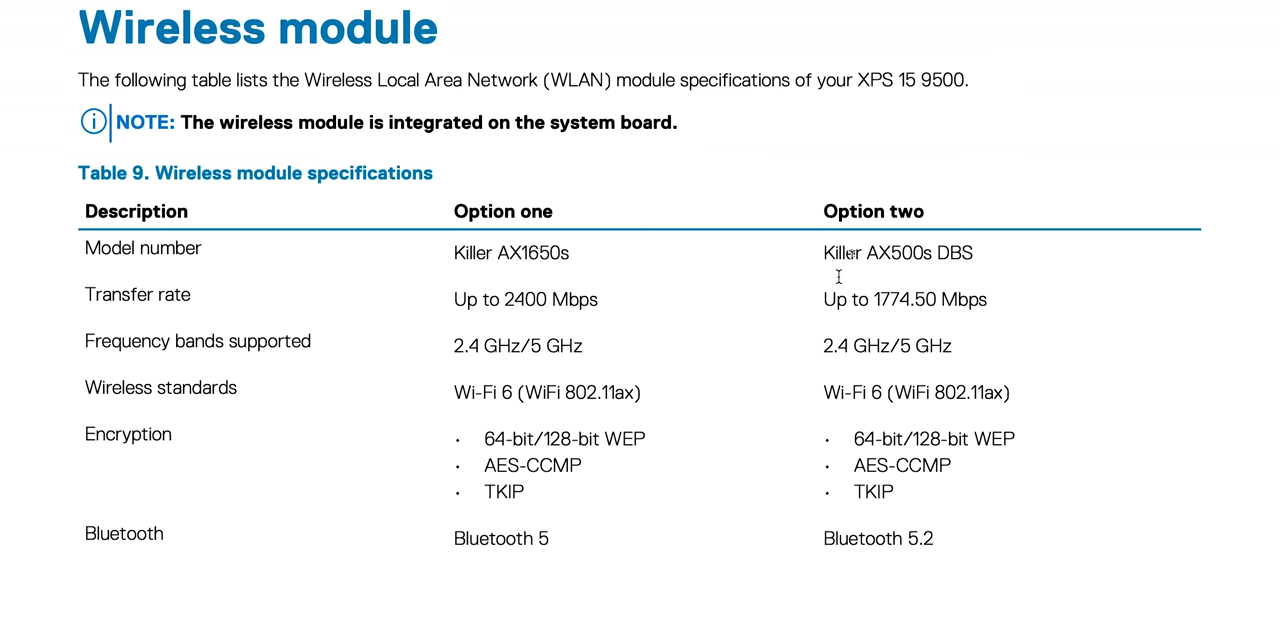 Wireless module
The following table lists the Wireless Local Area Network (WLAN) module specifications of your XPS 15 9500.
NOTE: The wireless module is integrated on the system board.
Table 9. Wireless module specifications
Description Option one Option two
Model number Killer AX1650s Killer AX500s DBS
Transfer rate Up to 2400 Mbps Up to 1774.50 Mbps
Frequency bands supported 2.4 GHz/5 GHz 2.4 GHz/5 GHz
Wireless standards Wi-Fi 6 (WiFi 802.11ax) Wi-Fi 6 (WiFi 802.11ax)
Encryption • 64-bit/128-bit WEP • 64-bit/128-bit WEP
• AES-CCMP • AES-CCMP
• TKIP • TKIP
Bluetooth Bluetooth 5 Bluetooth 5.2